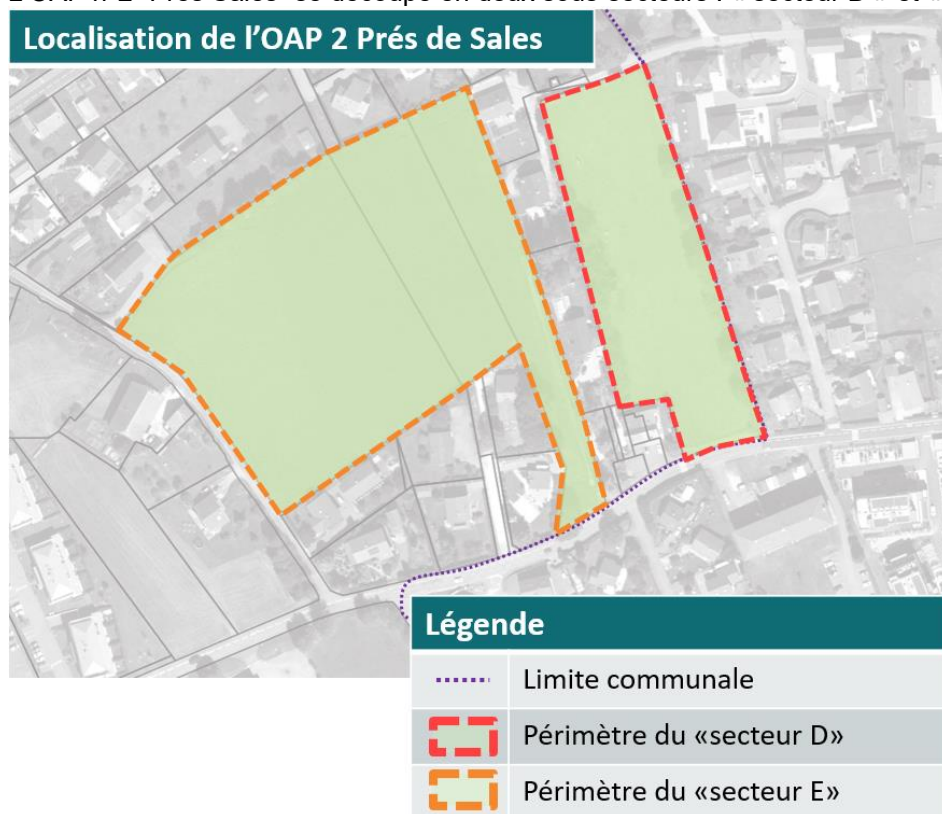 Localisation de l'OAP 2 Prés de Sales
Légende
Limite communale
Périmètre du «secteur D»
Périmètre du «secteur E»